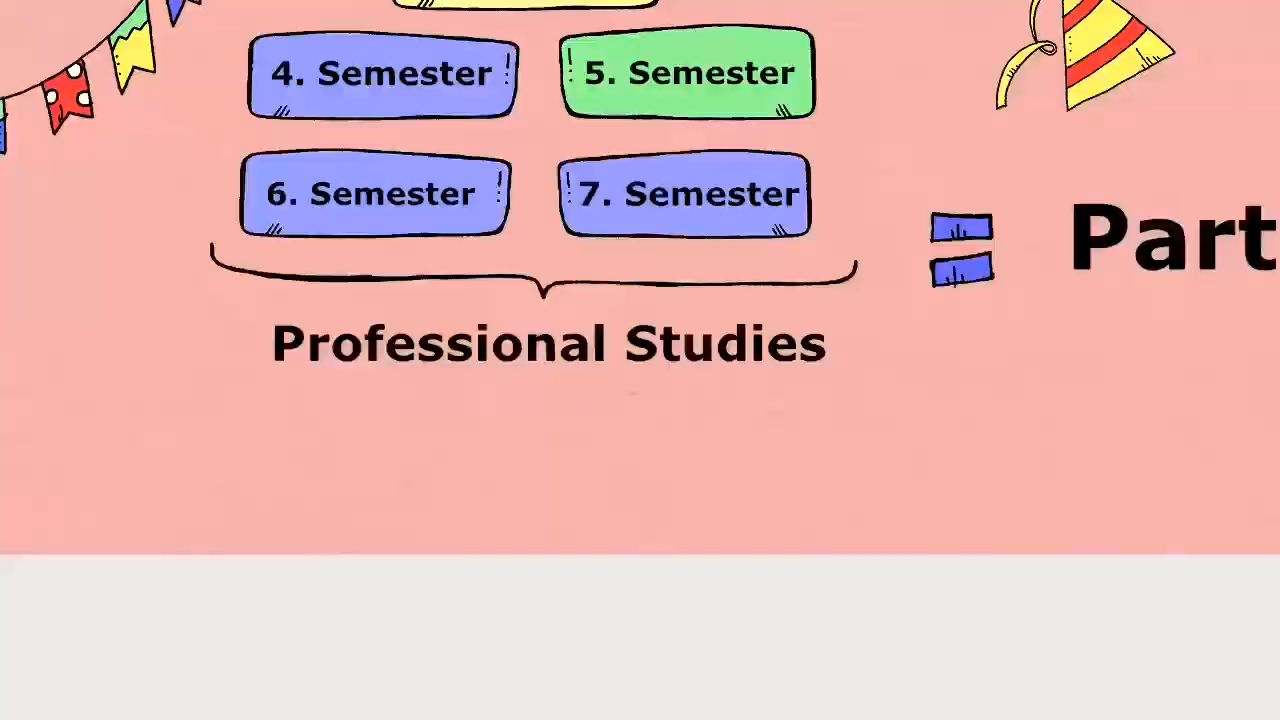 4. Semester
5. Semester
6. Semester
7. Semester
Professional Studies
= Part